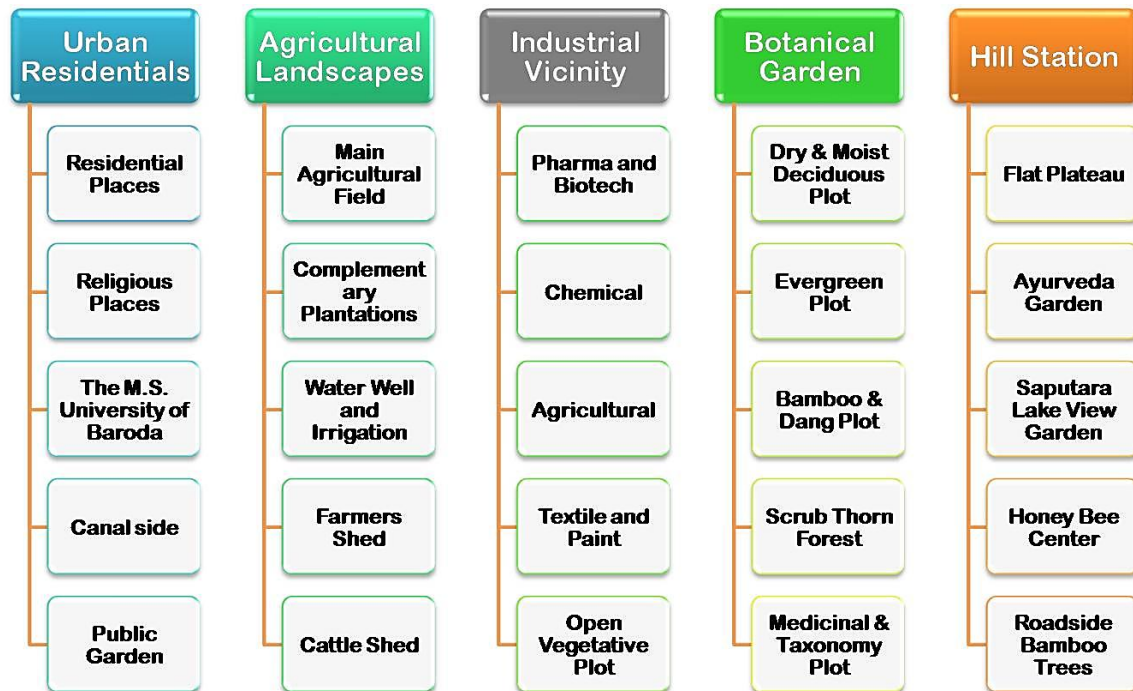 Urban
Residentials
Residential
Places
Religious
Places
The M.S.
University of
Baroda
Canal side
Public
Garden
Agricultural
Landscapes
Main
Agricultural
Field
Complement
ary
Plantations
Water Well
and
Irrigation
Farmers
Shed
Cattle Shed
Industrial
Vicinity
Pharma and
Biotech
Chemical
Agricultural
Textile and
Paint
Open
Vegetative
Plot
Botanical
Garden
Dry & Moist
Deciduous
Plot
Evergreen
Plot
Bamboo &
Dang Plot
Scrub Thorn
Forest
Medicinal &
Taxonomy
Plot
Hill Station
Flat Plateau
Ayurveda
Garden
Saputara
Lake View
Garden
Honey Bee
Center
Roadside
Bamboo
Trees